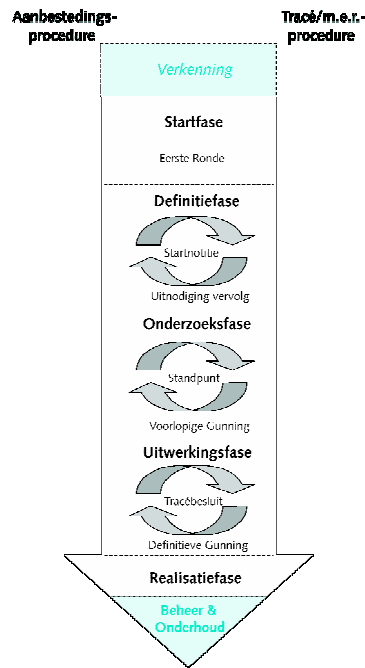 Aanbestedings-
procedure
Tracé/m.e.r.-
procedure
Verkenning
Startfase
Eerste Ronde
Definitiefase
Startnotitie
Uitnodiging vervolg
Onderzoeksfase
Standpunt
Voorlopige Gunning
Uitwerkingsfase
Tracébesluit
Definitieve Gunning
Realisatiefase
Beheer &
Onderhoud